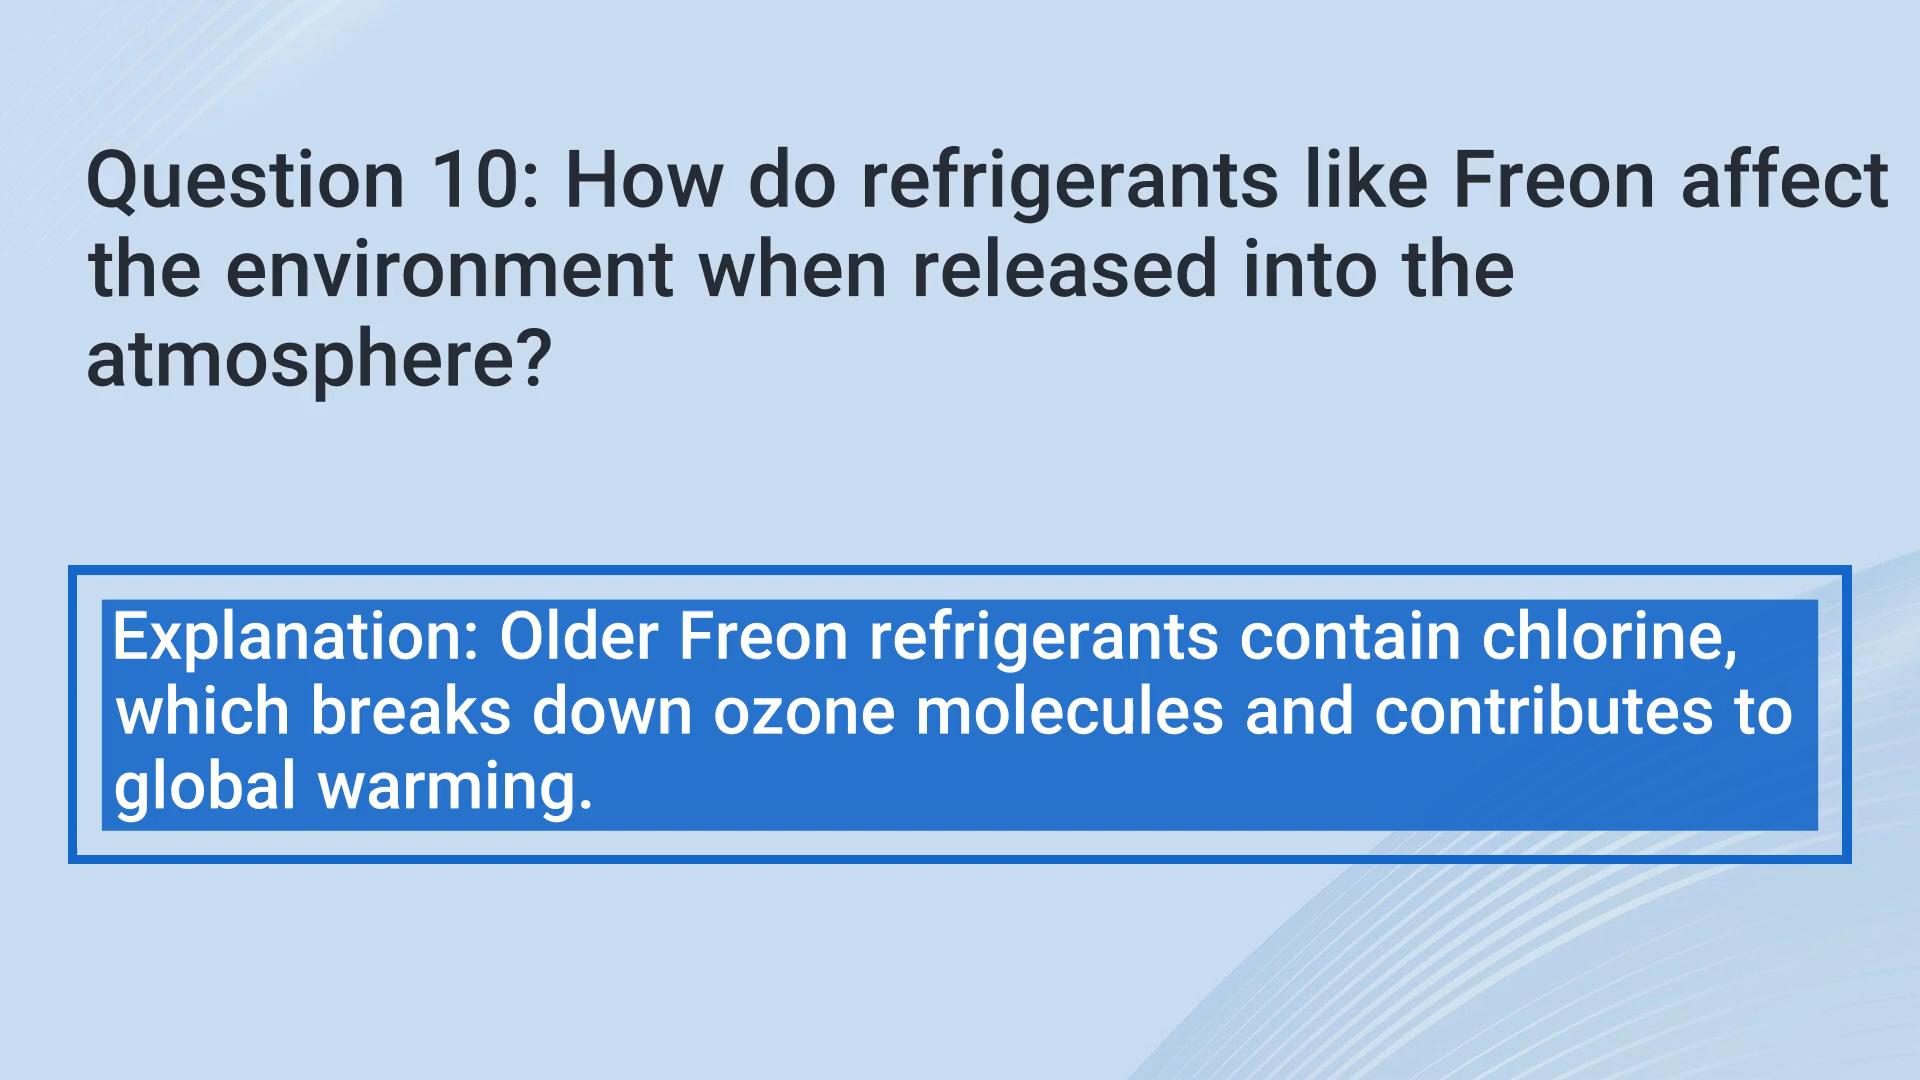 Question 10: How do refrigerants like Freon affect
the environment when released into the
atmosphere?
Explanation: Older Freon refrigerants contain chlorine,
which breaks down ozone molecules and contributes to
global warming.